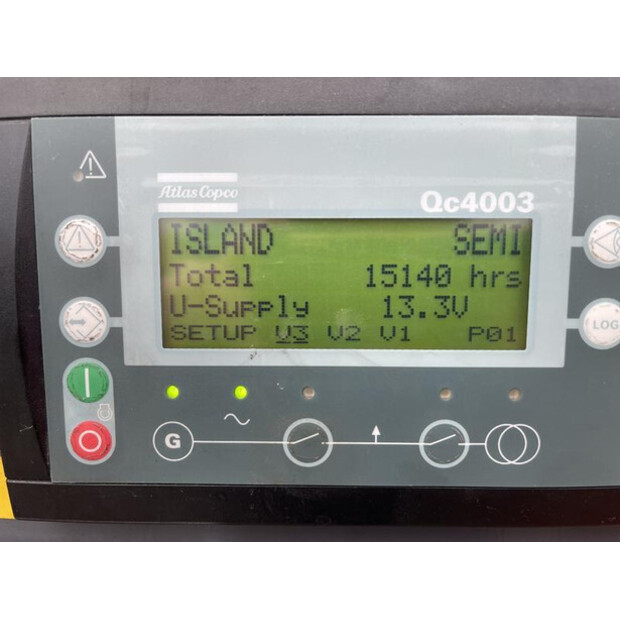 Atlas Copco
Qc4003
ISLAND SEMI
Total 15140 hrs
U-Supply 13.3V
SETUP V3 V2 V1 P01
LOG
G